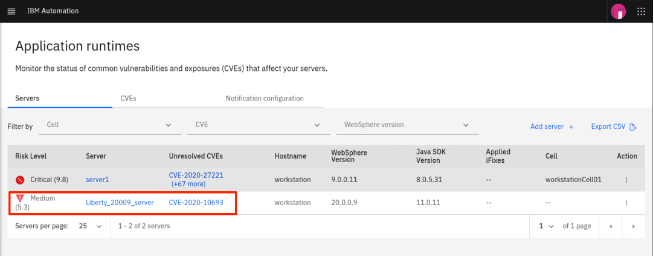 IBM Automation
Application runtimes
Monitor the status of common vulnerabilities and exposures (CVEs) that affect your servers.
Servers CVEs Notification configuration
Filter by Cell CVE WebSphere version Add server + Export CSV
Risk Level Server Unresolved CVEs Hostname WebSphere Version Java SDK Version Applied iFixes Cell Action
Critical (9.8) server1 CVE-2020-27221 (+67 more) workstation 9.0.0.11 8.0.5.31 -- workstationCell01
Medium (5.3) Liberty_20009_server CVE-2020-10693 workstation 20.0.0.9 11.0.11 -- --
Servers per page: 25 1 - 2 of 2 servers 1 of 1 page